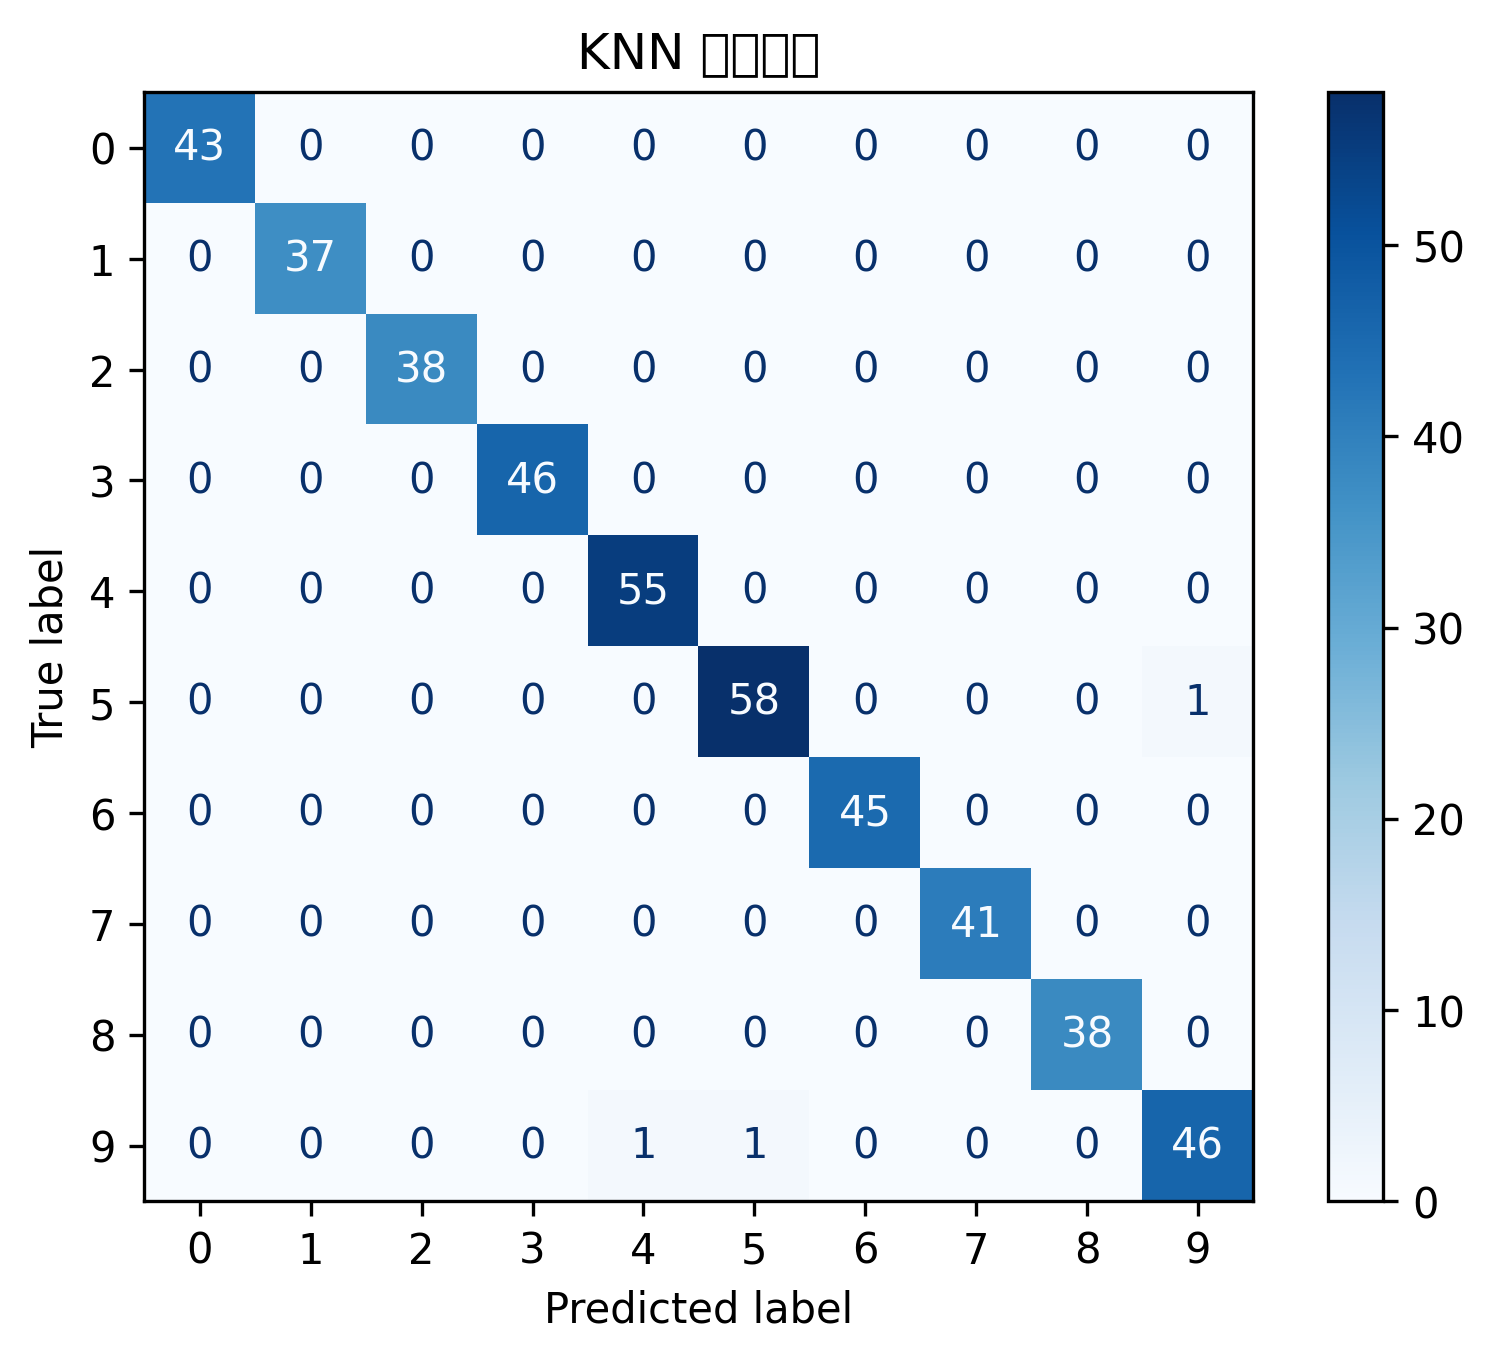 KNN
0 43 0 0 0 0 0 0 0 0 0
1 0 37 0 0 0 0 0 0 0 0
2 0 0 38 0 0 0 0 0 0 0
3 0 0 0 46 0 0 0 0 0 0
4 0 0 0 0 55 0 0 0 0 0
5 0 0 0 0 0 58 0 0 0 1
6 0 0 0 0 0 0 45 0 0 0
7 0 0 0 0 0 0 0 41 0 0
8 0 0 0 0 0 0 0 0 38 0
9 0 0 0 0 1 1 0 0 0 46
0 1 2 3 4 5 6 7 8 9
True label
Predicted label
50
40
30
20
10
0